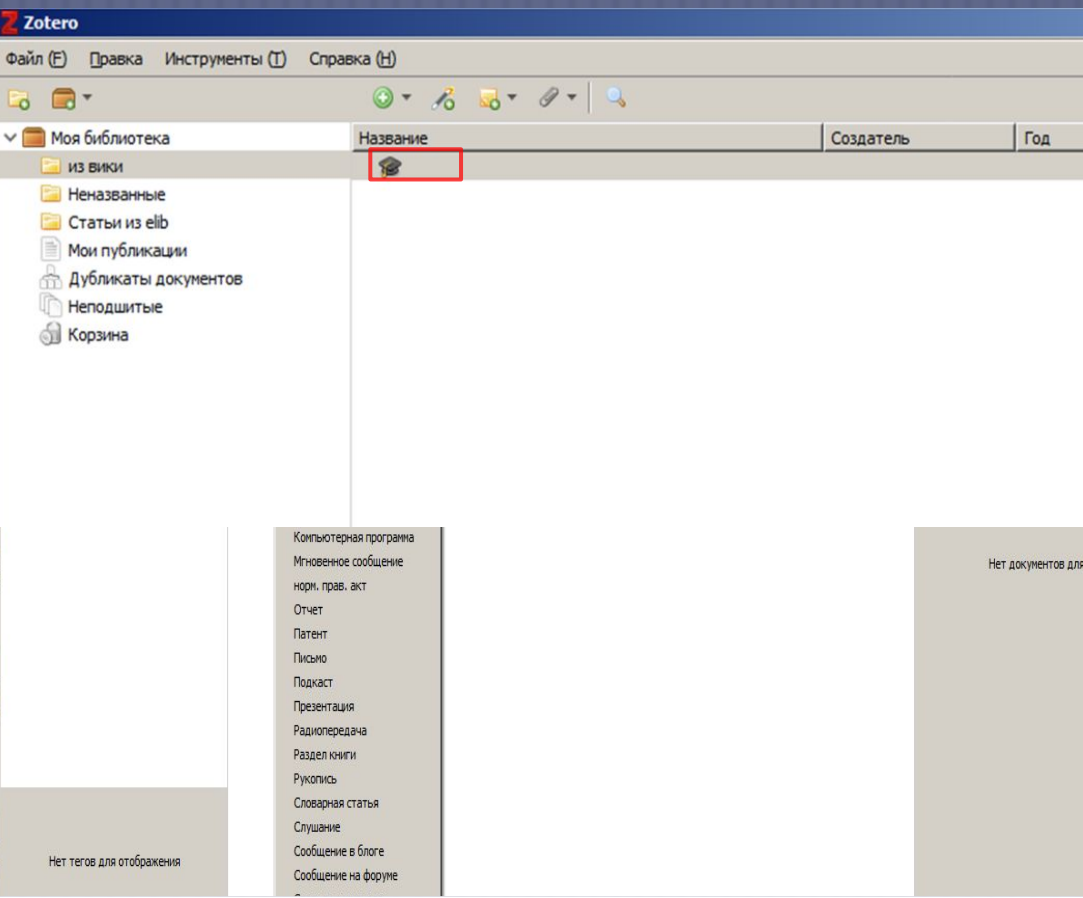 Zotero
Файл (F) Правка Инструменты (T) Справка (H)
Моя библиотека
Название Создатель Год
из вики
Неназванные
Статьи из elib
Мои публикации
Дубликаты документов
Неподшитые
Корзина
Компьютерная программа
Мгновенное сообщение
норм. прав. акт
Отчет
Патент
Письмо
Подкаст
Презентация
Радиопередача
Раздел книги
Рукопись
Словарная статья
Слушание
Сообщение в блоге
Сообщение на форуме
Нет тегов для отображения
Нет документов для